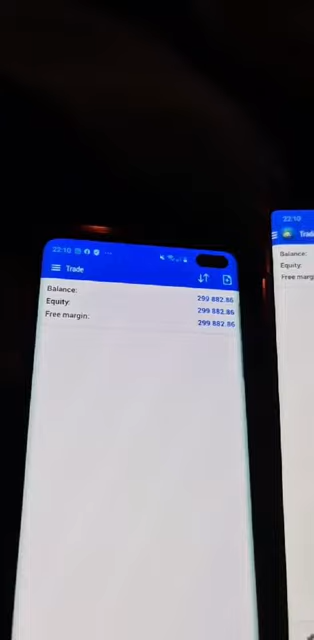 22:10
Trade
Balance: 299 882.86
Equity: 299 882.86
Free margin: 299 882.86
22:10
Trade
Balance:
Equity:
Free marg